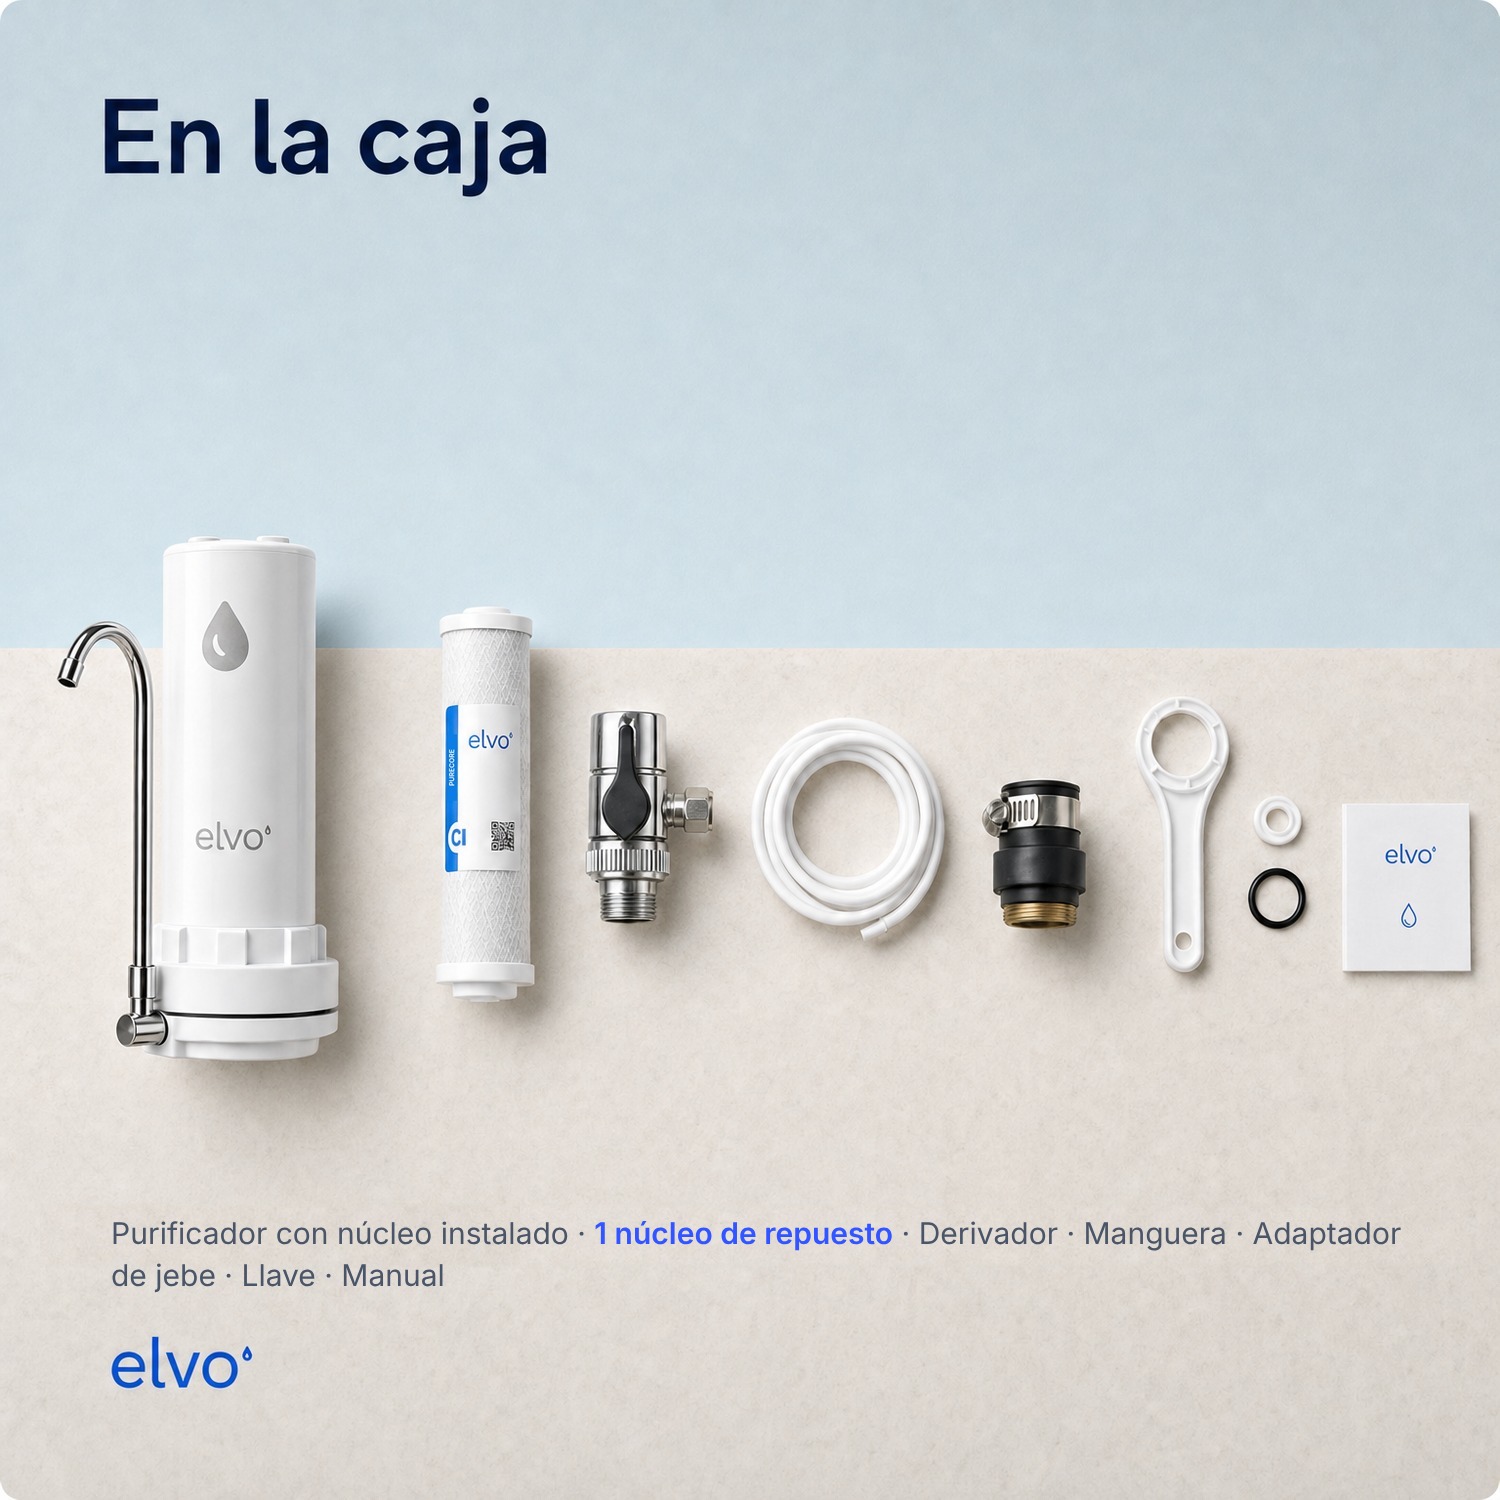 En la caja
elvo
elvo
PURECORE
CI
elvo
Purificador con núcleo instalado · 1 núcleo de repuesto · Derivador · Manguera · Adaptador
de jebe · Llave · Manual
elvo